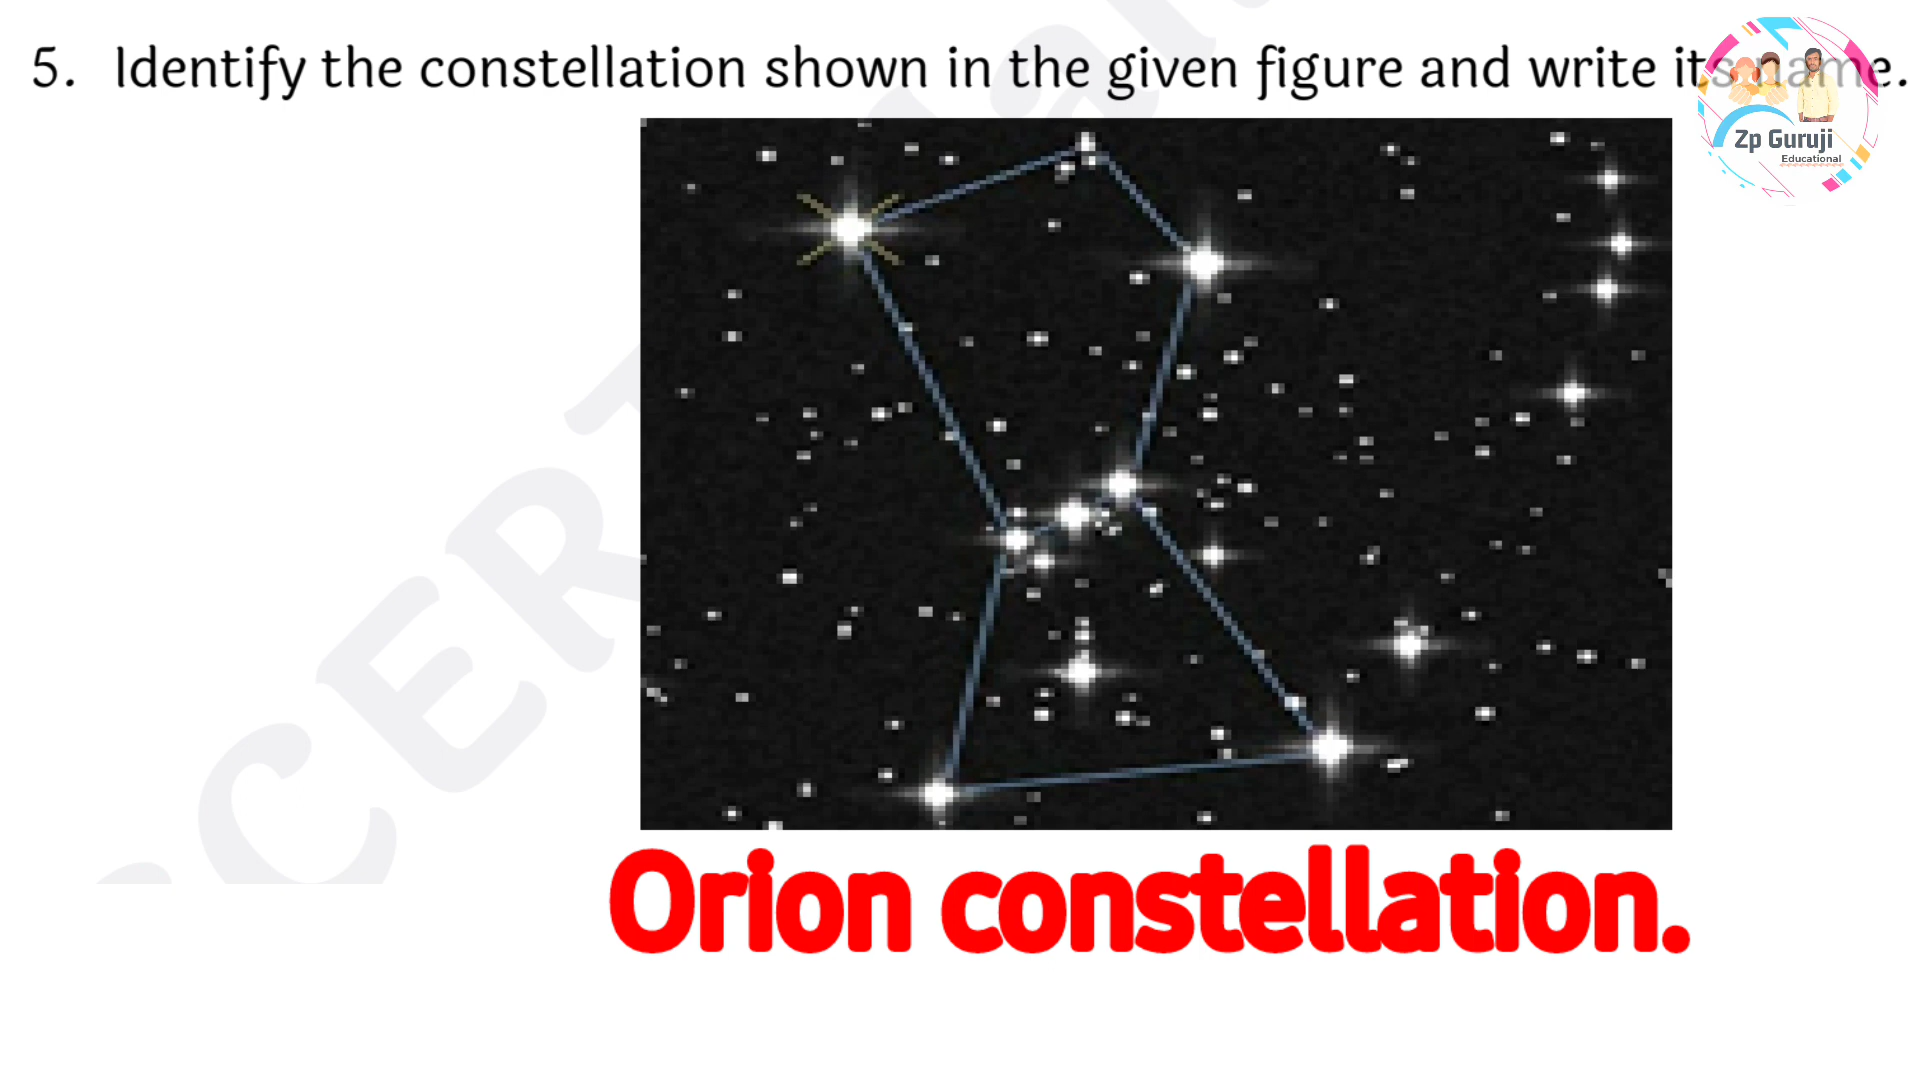 5. Identify the constellation shown in the given figure and write its name.
Zp Guruji
Educational
Orion constellation.